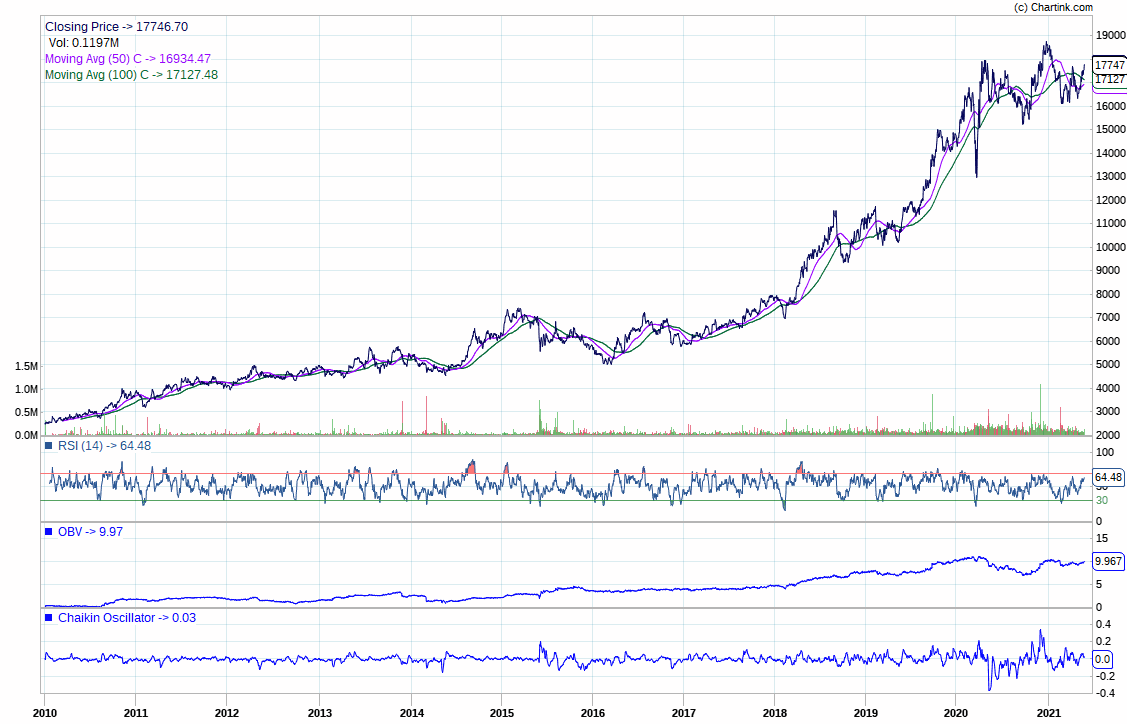 (c) Chartink.com
Closing Price -> 17746.70
Vol: 0.1197M
Moving Avg (50) C -> 16934.47
Moving Avg (100) C -> 17127.48
19000
17747
17127
16000
15000
14000
13000
12000
11000
10000
9000
8000
7000
6000
5000
4000
3000
2000
1.5M
1.0M
0.5M
0.0M
RSI (14) -> 64.48
100
64.48
30
0
OBV -> 9.97
15
9.967
5
0
Chaikin Oscillator -> 0.03
0.4
0.2
0.0
-0.2
-0.4
2010 2011 2012 2013 2014 2015 2016 2017 2018 2019 2020 2021